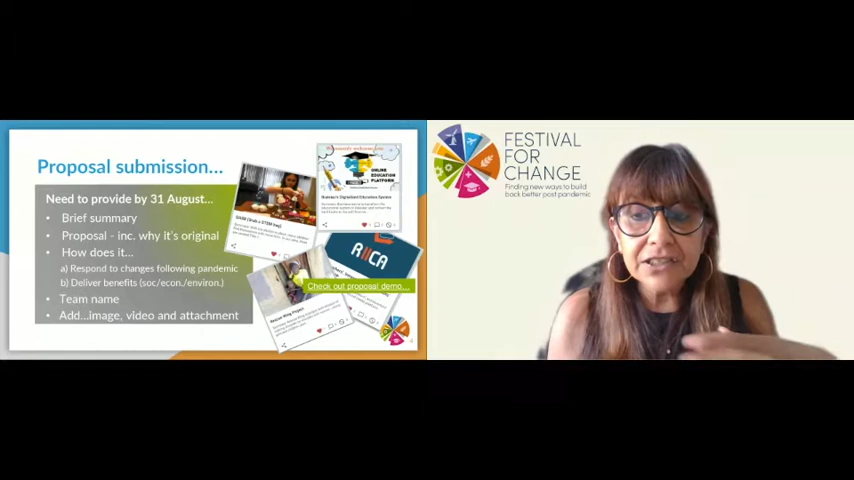 Proposal submission...
Need to provide by 31 August...
• Brief summary
• Proposal - inc. why it's original
• How does it...
a) Respond to changes following pandemic
b) Deliver benefits (soc/econ./environ.)
• Team name
• Add...image, video and attachment
ONLINE
EDUCATION
PLATFORM
RIICA
Check out proposal demo...
4
FESTIVAL
FOR
CHANGE
Finding new ways to build
back better post pandemic